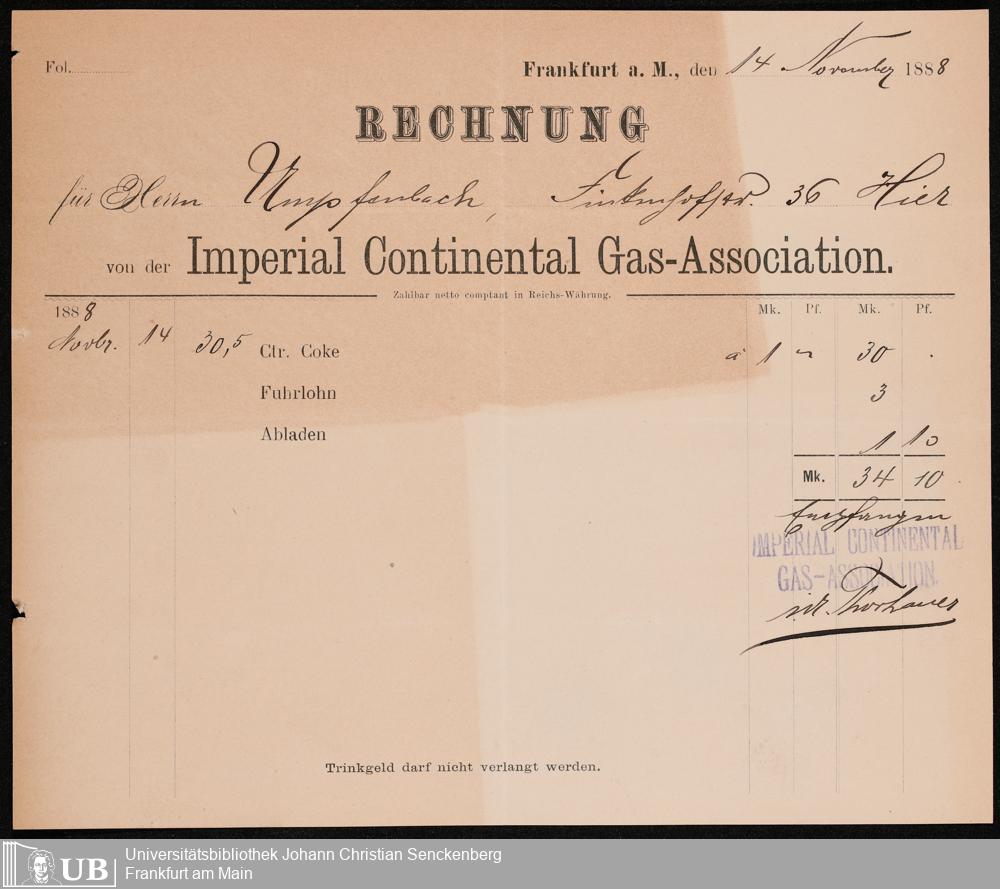 Fol.
Frankfurt a. M., den 14 November 1888
RECHNUNG
für Herrn Umpfenbach, Finkenhofstr. 36 Hier
von der Imperial Continental Gas-Association.
Zahlbar netto comptant in Reichs-Währung.
1888 Mk. Pf. Mk. Pf.
Novbr. 14 30,5 Ctr. Coke à 1 ~ 30 .
Fuhrlohn 3
Abladen 1 10
Mk. 34 10
Empfangen
IMPERIAL CONTINENTAL
GAS-ASSOCIATION.
Trinkgeld darf nicht verlangt werden.
UB Universitätsbibliothek Johann Christian Senckenberg
Frankfurt am Main